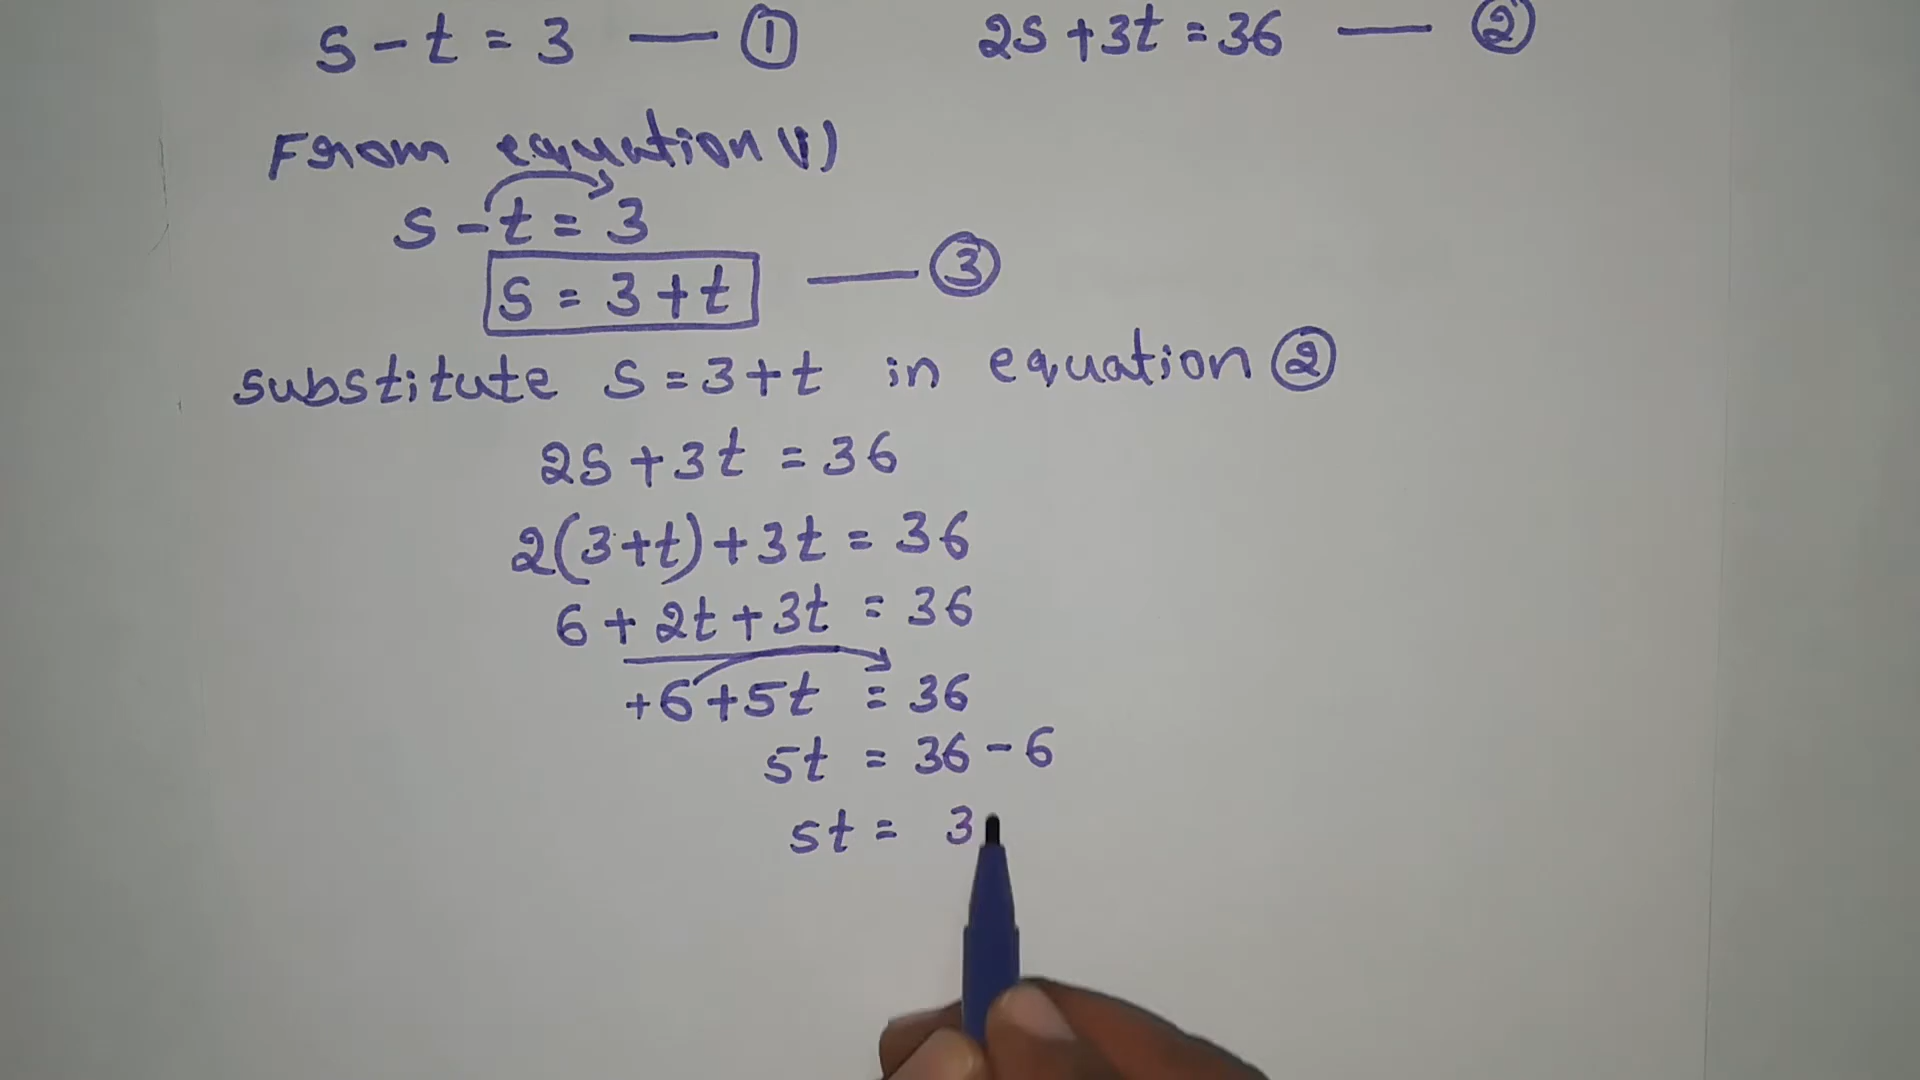 s - t = 3 — ① 2s + 3t = 36 — ②
From equation (1)
s - t = 3
s = 3 + t — ③
substitute s = 3 + t in equation ②
2s + 3t = 36
2(3+t) + 3t = 36
6 + 2t + 3t = 36
+6 + 5t = 36
5t = 36 - 6
5t = 3